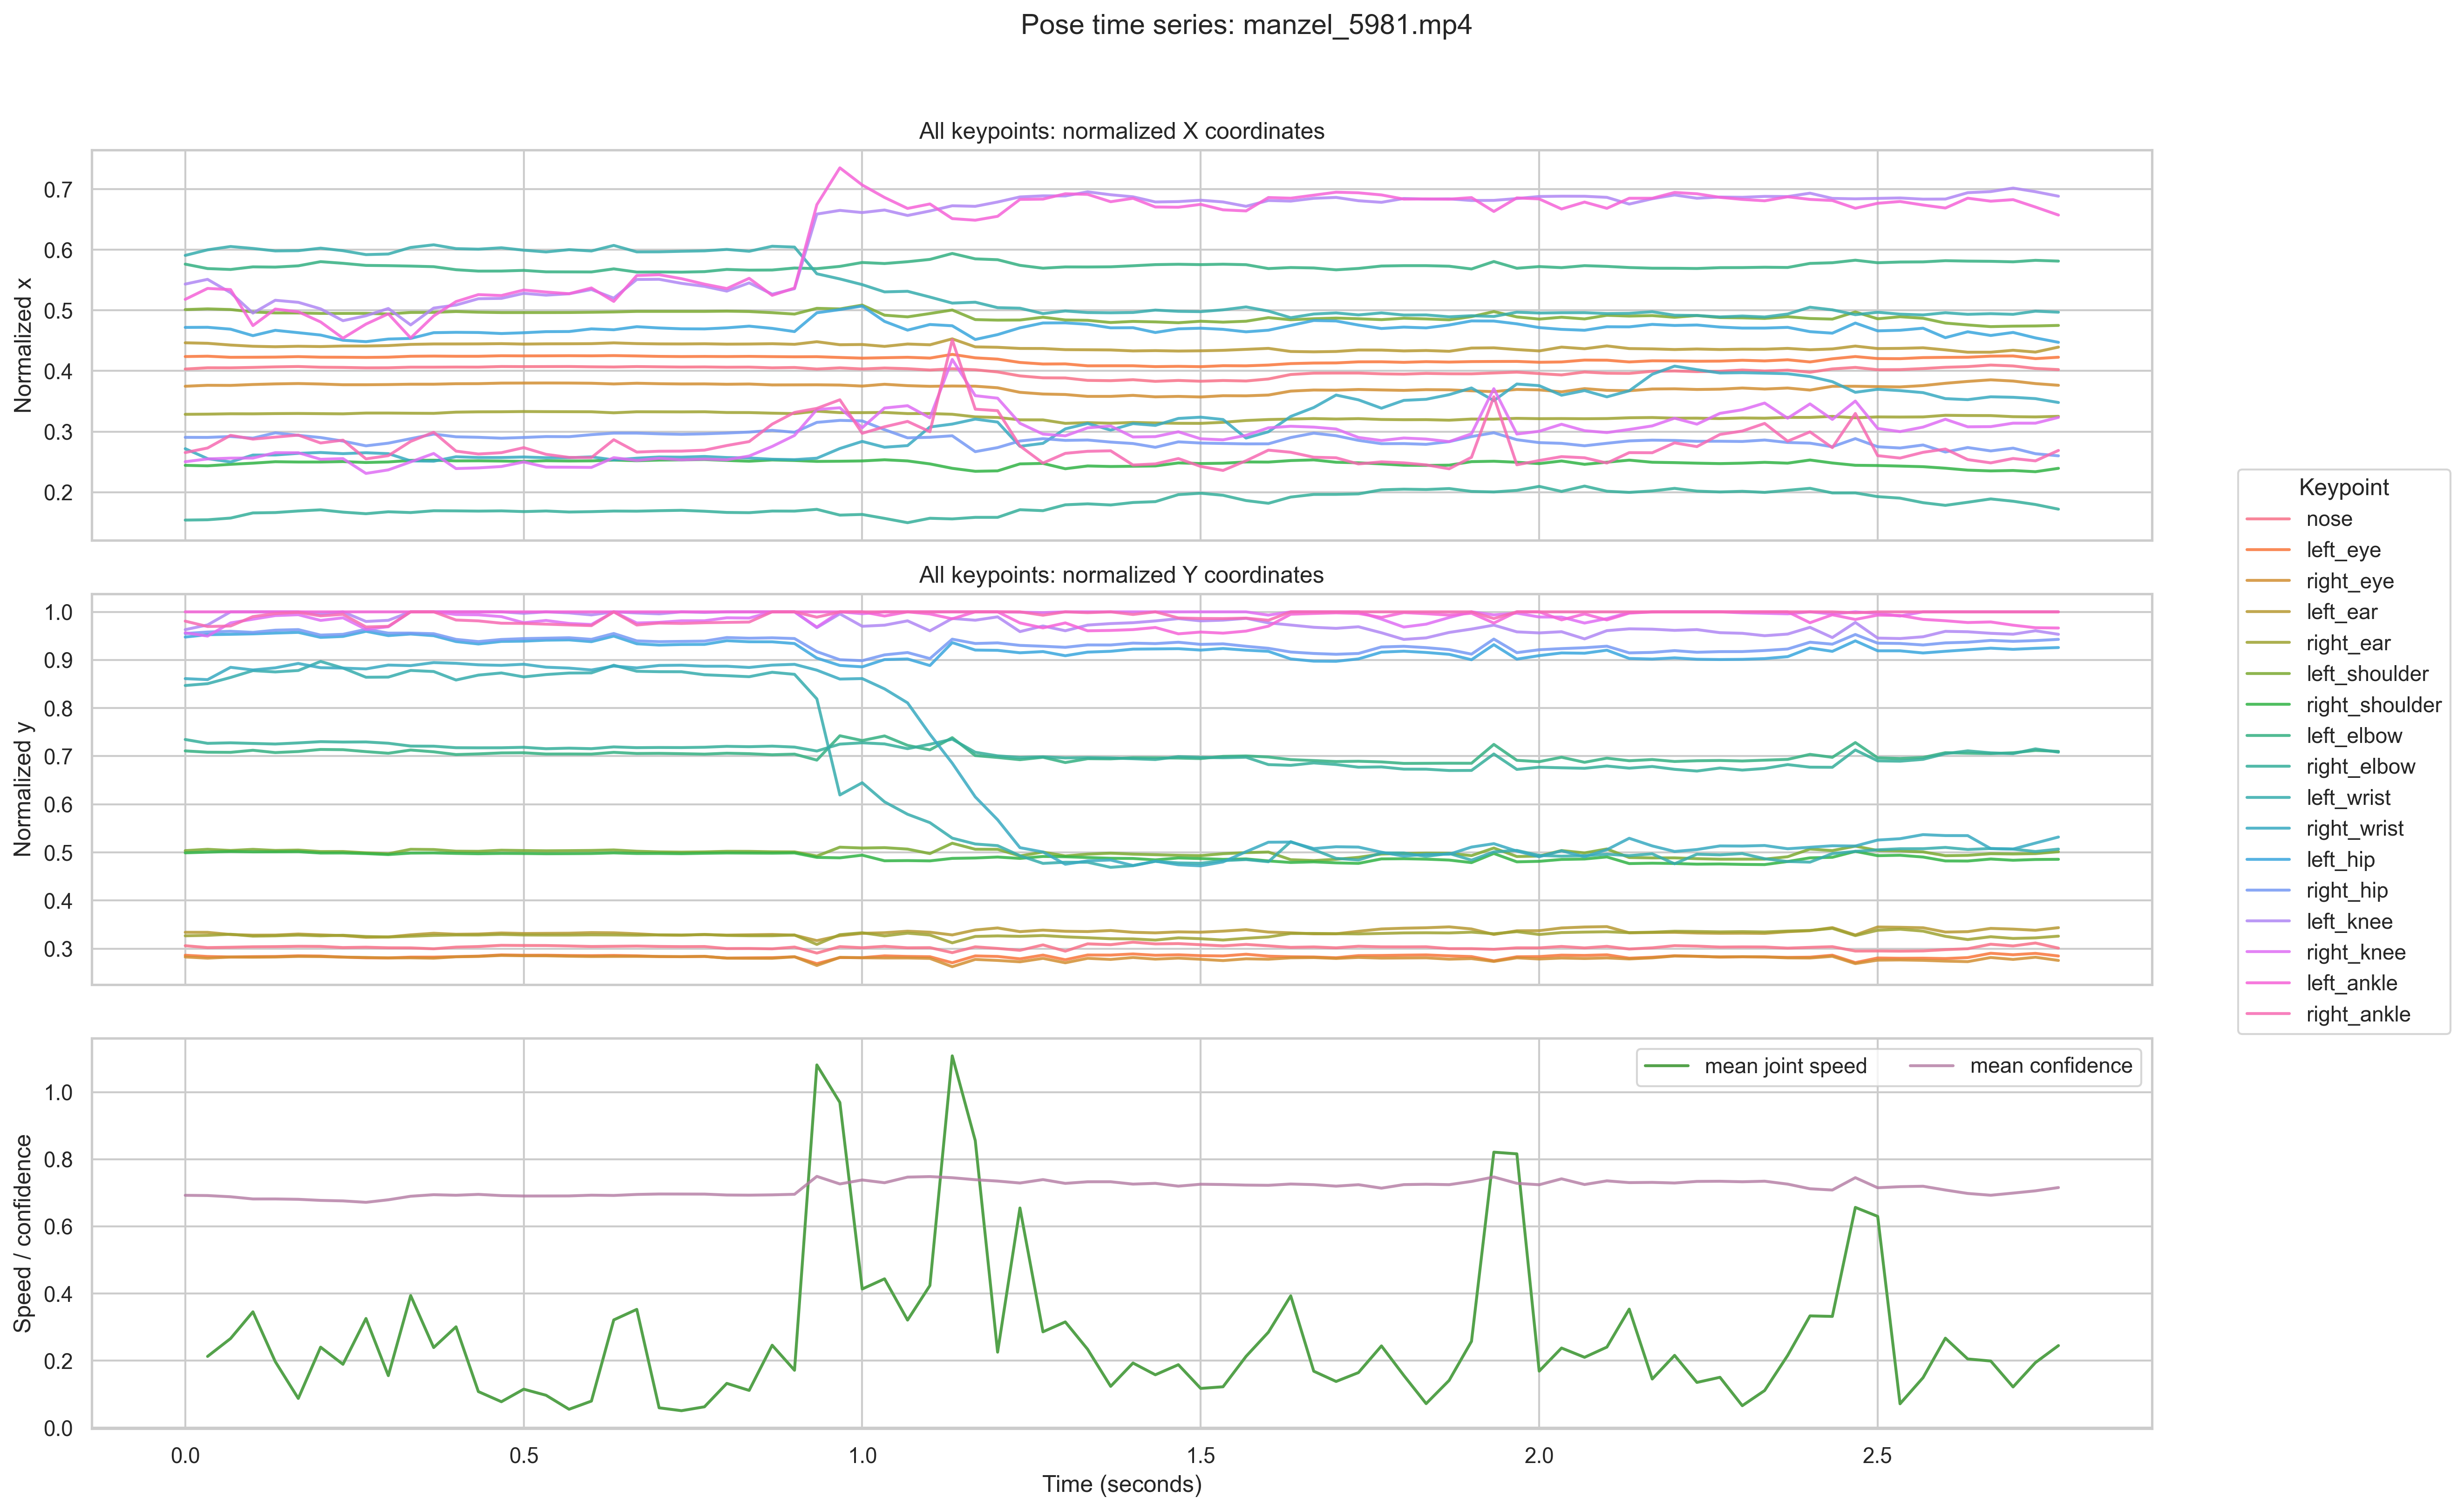 Pose time series: manzel_5981.mp4
All keypoints: normalized X coordinates
Normalized x
0.7
0.6
0.5
0.4
0.3
0.2
All keypoints: normalized Y coordinates
Normalized y
1.0
0.9
0.8
0.7
0.6
0.5
0.4
0.3
Keypoint
nose
left_eye
right_eye
left_ear
right_ear
left_shoulder
right_shoulder
left_elbow
right_elbow
left_wrist
right_wrist
left_hip
right_hip
left_knee
right_knee
left_ankle
right_ankle
mean joint speed mean confidence
Speed / confidence
1.0
0.8
0.6
0.4
0.2
0.0
0.0 0.5 1.0 1.5 2.0 2.5
Time (seconds)